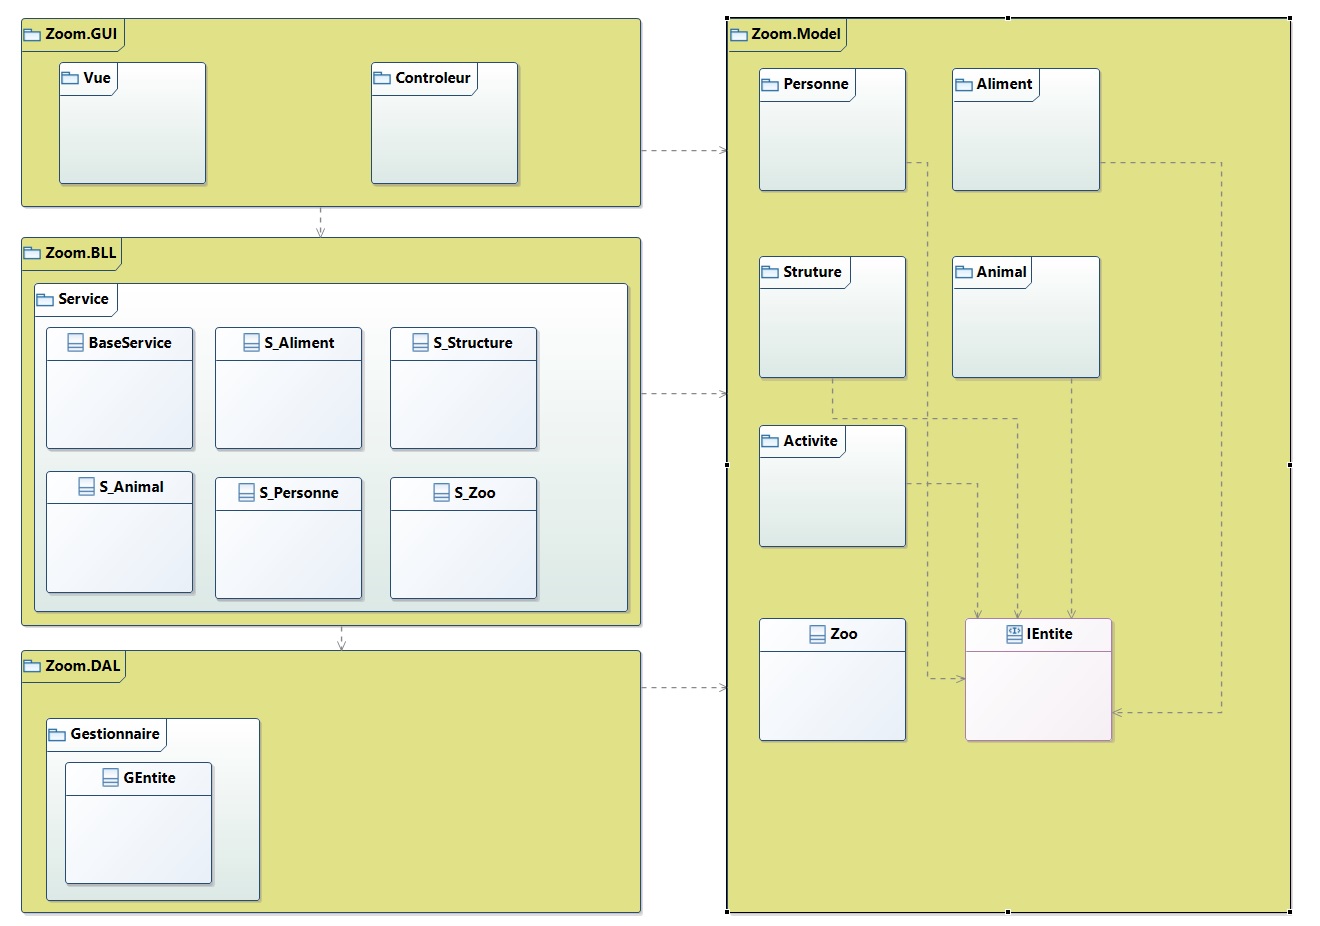 Zoom.GUI
Vue
Controleur
Zoom.BLL
Service
BaseService
S_Aliment
S_Structure
S_Animal
S_Personne
S_Zoo
Zoom.DAL
Gestionnaire
GEntite
Zoom.Model
Personne
Aliment
Struture
Animal
Activite
Zoo
IEntite